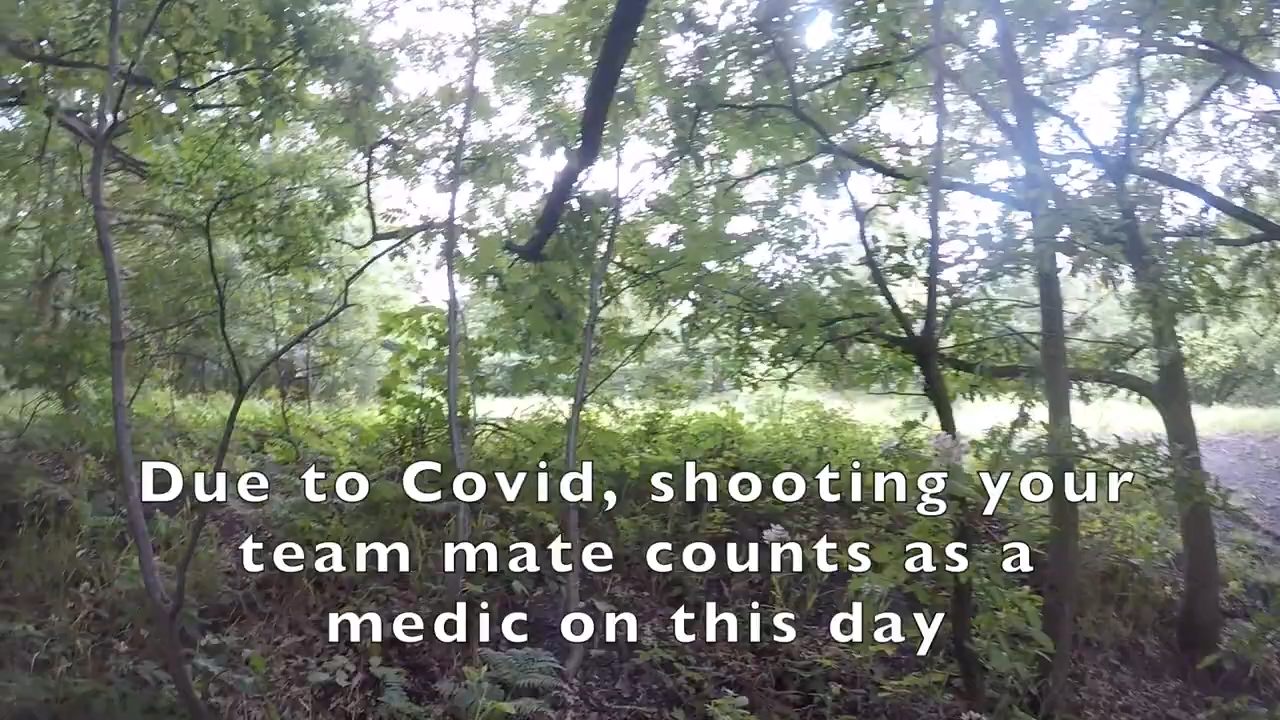 Due to Covid, shooting your
team mate counts as a
medic on this day